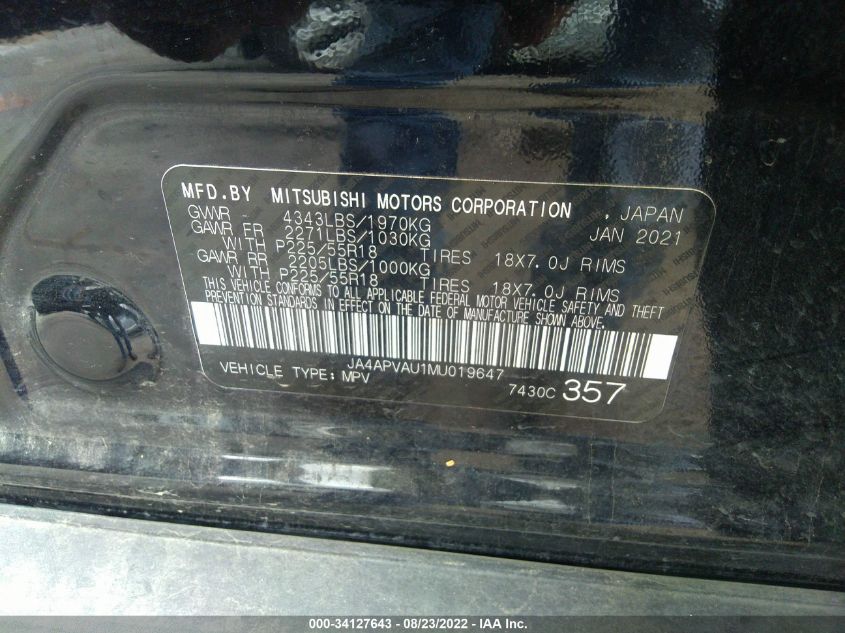 MFD.BY MITSUBISHI MOTORS CORPORATION , JAPAN
GVWR - 4343LBS/1970KG JAN 2021
GAWR FR 2271LBS/1030KG
WITH P225/55R18 TIRES 18X7.0J RIMS
GAWR RR 2205LBS/1000KG
WITH P225/55R18 TIRES 18X7.0J RIMS
THIS VEHICLE CONFORMS TO ALL APPLICABLE FEDERAL MOTOR VEHICLE SAFETY AND THEFT
PREVENTION STANDARDS IN EFFECT ON THE DATE OF MANUFACTURE SHOWN ABOVE.
JA4APVAU1MU019647
VEHICLE TYPE: MPV 7430C 357
000-34127643 - 08/23/2022 - IAA Inc.